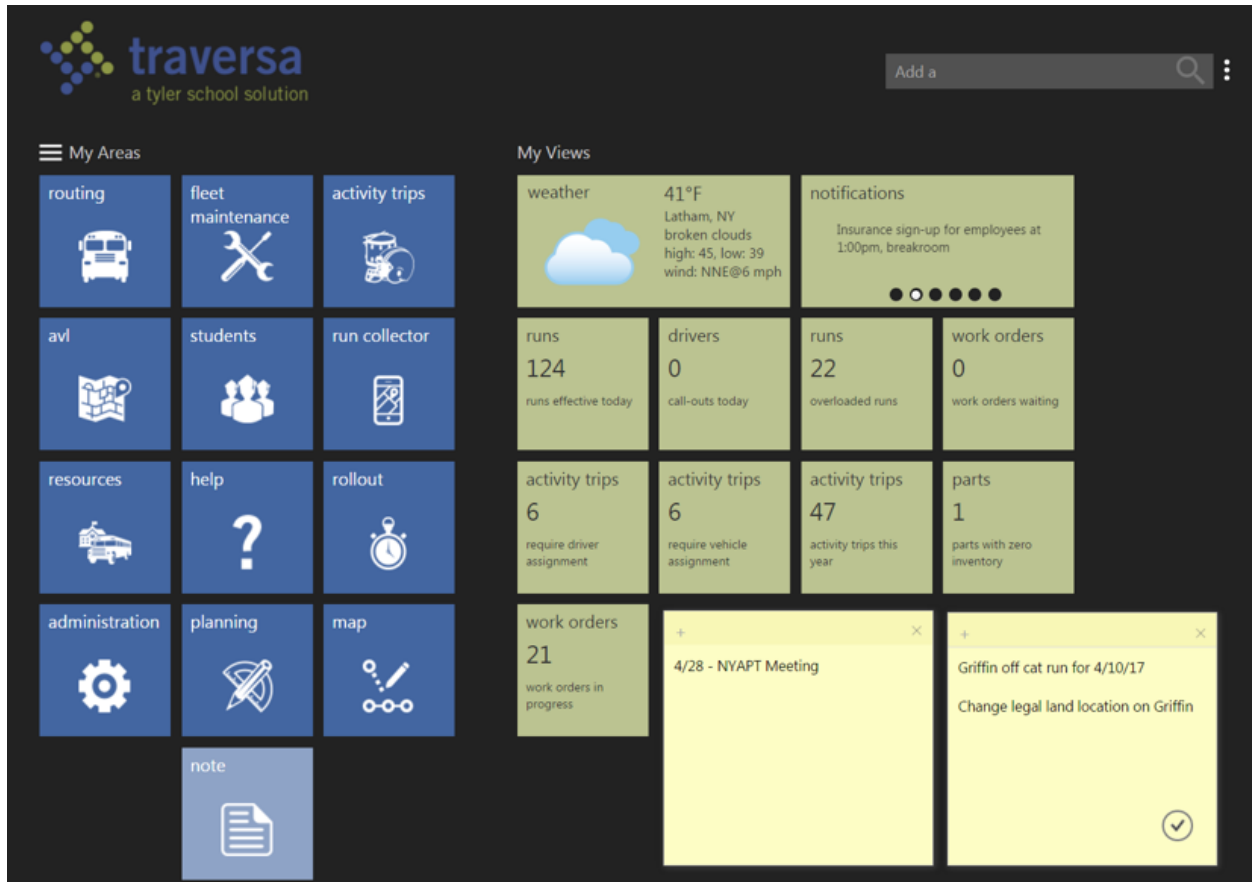 traversa
a tyler school solution
Add a
My Areas
routing
fleet
maintenance
activity trips
avl
students
run collector
resources
help
rollout
administration
planning
map
note
My Views
weather
41°F
Latham, NY
broken clouds
high: 45, low: 39
wind: NNE@6 mph
notifications
Insurance sign-up for employees at
1:00pm, breakroom
runs
124
runs effective today
drivers
0
call-outs today
runs
22
overloaded runs
work orders
0
work orders waiting
activity trips
6
require driver
assignment
activity trips
6
require vehicle
assignment
activity trips
47
activity trips this
year
parts
1
parts with zero
inventory
work orders
21
work orders in
progress
4/28 - NYAPT Meeting
Griffin off cat run for 4/10/17
Change legal land location on Griffin